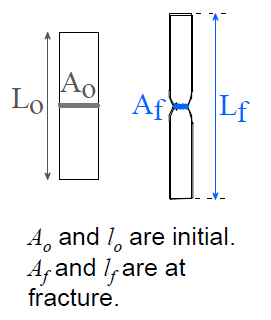 Lo Ao Af Lf
Ao and lo are initial.
Af and lf are at
fracture.